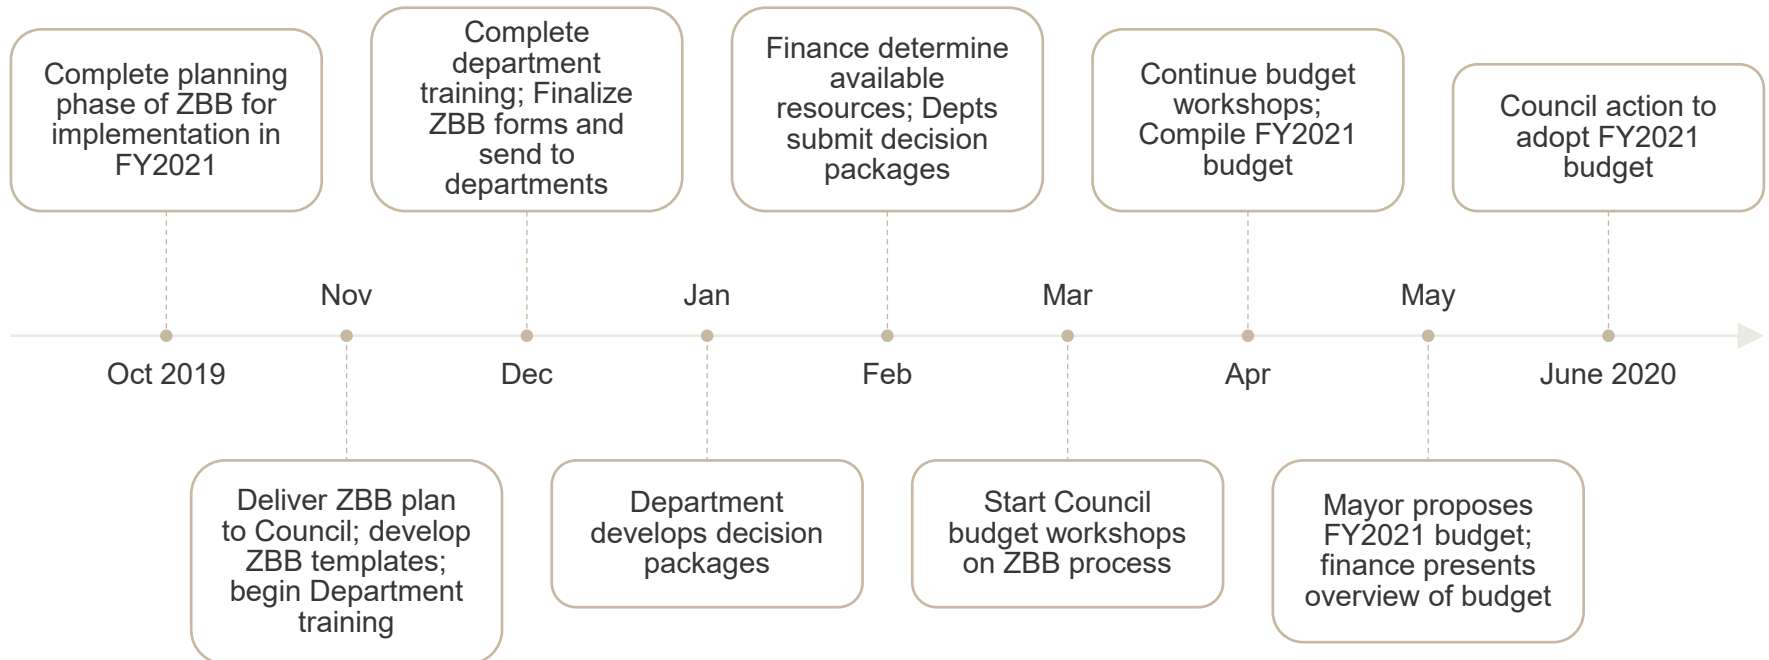 Complete planning
phase of ZBB for
implementation in
FY2021
Complete
department
training; Finalize
ZBB forms and
send to
departments
Finance determine
available
resources; Depts
submit decision
packages
Continue budget
workshops;
Compile FY2021
budget
Council action to
adopt FY2021
budget
Nov
Jan
Mar
May
Oct 2019
Dec
Feb
Apr
June 2020
Deliver ZBB plan
to Council; develop
ZBB templates;
begin Department
training
Department
develops decision
packages
Start Council
budget workshops
on ZBB process
Mayor proposes
FY2021 budget;
finance presents
overview of budget